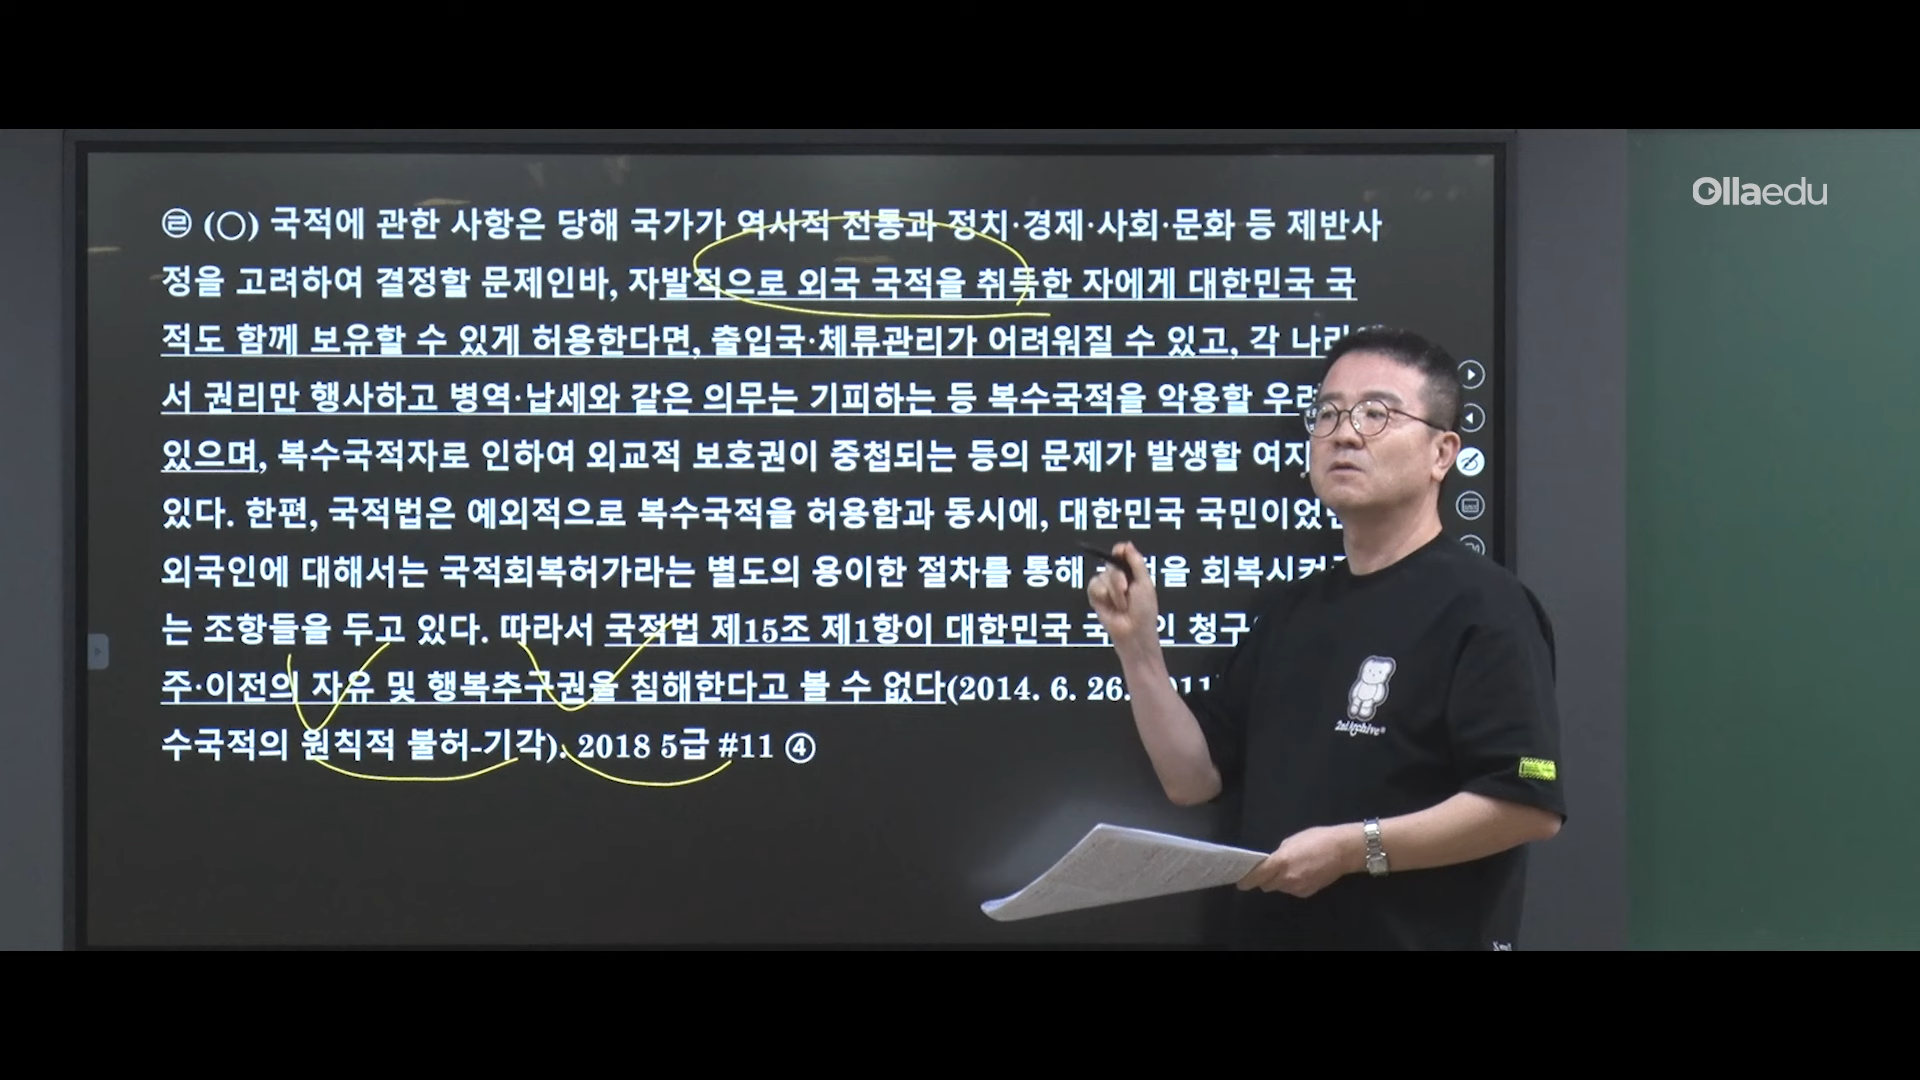 Ollaedu
㉣ (○) 국적에 관한 사항은 당해 국가가 역사적 전통과 정치·경제·사회·문화 등 제반사
정을 고려하여 결정할 문제인바, 자발적으로 외국 국적을 취득한 자에게 대한민국 국
적도 함께 보유할 수 있게 허용한다면, 출입국·체류관리가 어려워질 수 있고, 각 나라
서 권리만 행사하고 병역·납세와 같은 의무는 기피하는 등 복수국적을 악용할 우려
있으며, 복수국적자로 인하여 외교적 보호권이 중첩되는 등의 문제가 발생할 여지
있다. 한편, 국적법은 예외적으로 복수국적을 허용함과 동시에, 대한민국 국민이었
외국인에 대해서는 국적회복허가라는 별도의 용이한 절차를 통해 회복시켜
는 조항들을 두고 있다. 따라서 국적법 제15조 제1항이 대한민국 국 인 청구
주·이전의 자유 및 행복추구권을 침해한다고 볼 수 없다(2014. 6. 26.
수국적의 원칙적 불허-기각). 2018 5급 #11 ④
2nd Archive